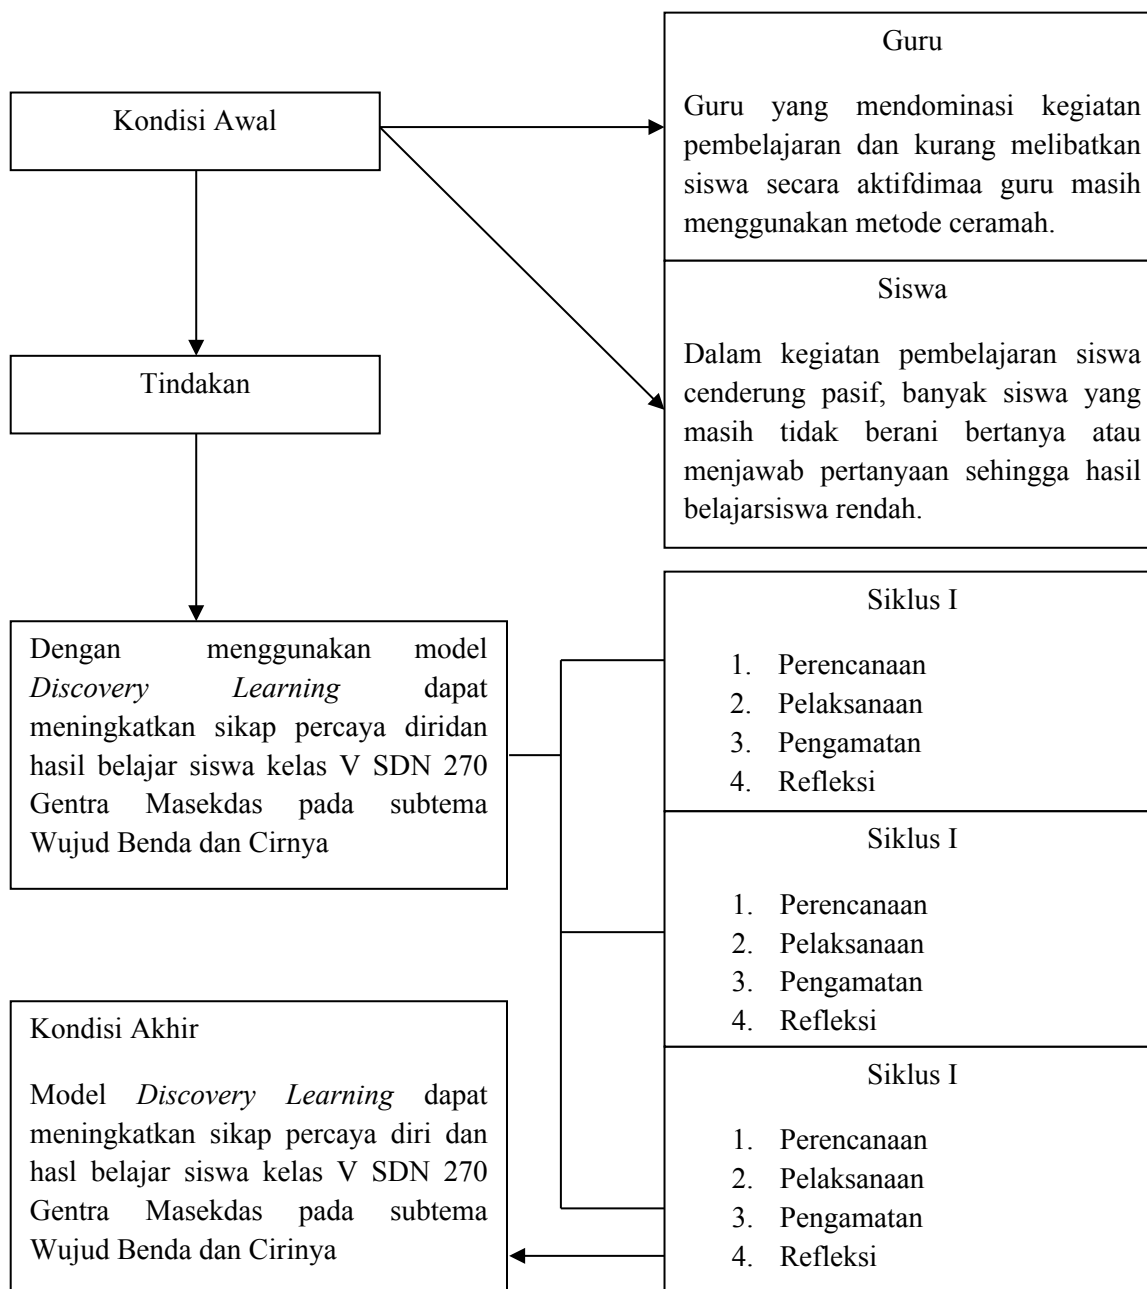 Kondisi Awal
Guru
Guru yang mendominasi kegiatan
pembelajaran dan kurang melibatkan
siswa secara aktifdimaa guru masih
menggunakan metode ceramah.
Siswa
Dalam kegiatan pembelajaran siswa
cenderung pasif, banyak siswa yang
masih tidak berani bertanya atau
menjawab pertanyaan sehingga hasil
belajarsiswa rendah.
Tindakan
Dengan menggunakan model
Discovery Learning dapat
meningkatkan sikap percaya diridan
hasil belajar siswa kelas V SDN 270
Gentra Masekdas pada subtema
Wujud Benda dan Cirnya
Siklus I
1. Perencanaan
2. Pelaksanaan
3. Pengamatan
4. Refleksi
Siklus I
1. Perencanaan
2. Pelaksanaan
3. Pengamatan
4. Refleksi
Siklus I
1. Perencanaan
2. Pelaksanaan
3. Pengamatan
4. Refleksi
Kondisi Akhir
Model Discovery Learning dapat
meningkatkan sikap percaya diri dan
hasl belajar siswa kelas V SDN 270
Gentra Masekdas pada subtema
Wujud Benda dan Cirinya